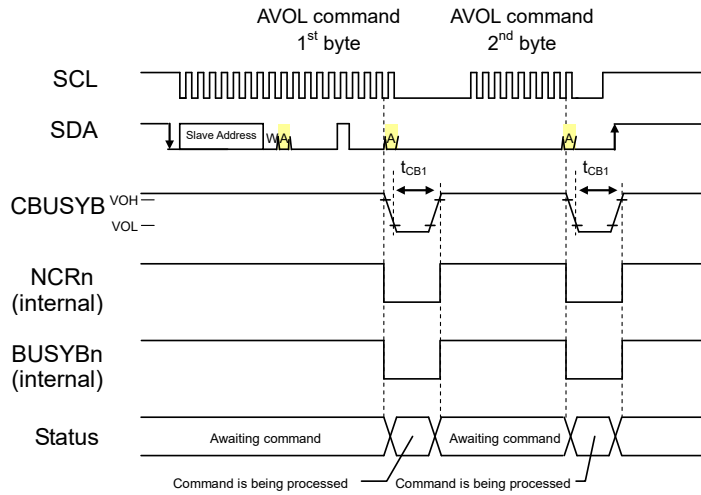 AVOL command
1st byte
AVOL command
2nd byte
SCL
SDA
Slave Address
W
A
A
A
tCB1
tCB1
CBUSYB
VOH
VOL
NCRn
(internal)
BUSYBn
(internal)
Status
Awaiting command
Awaiting command
Command is being processed
Command is being processed